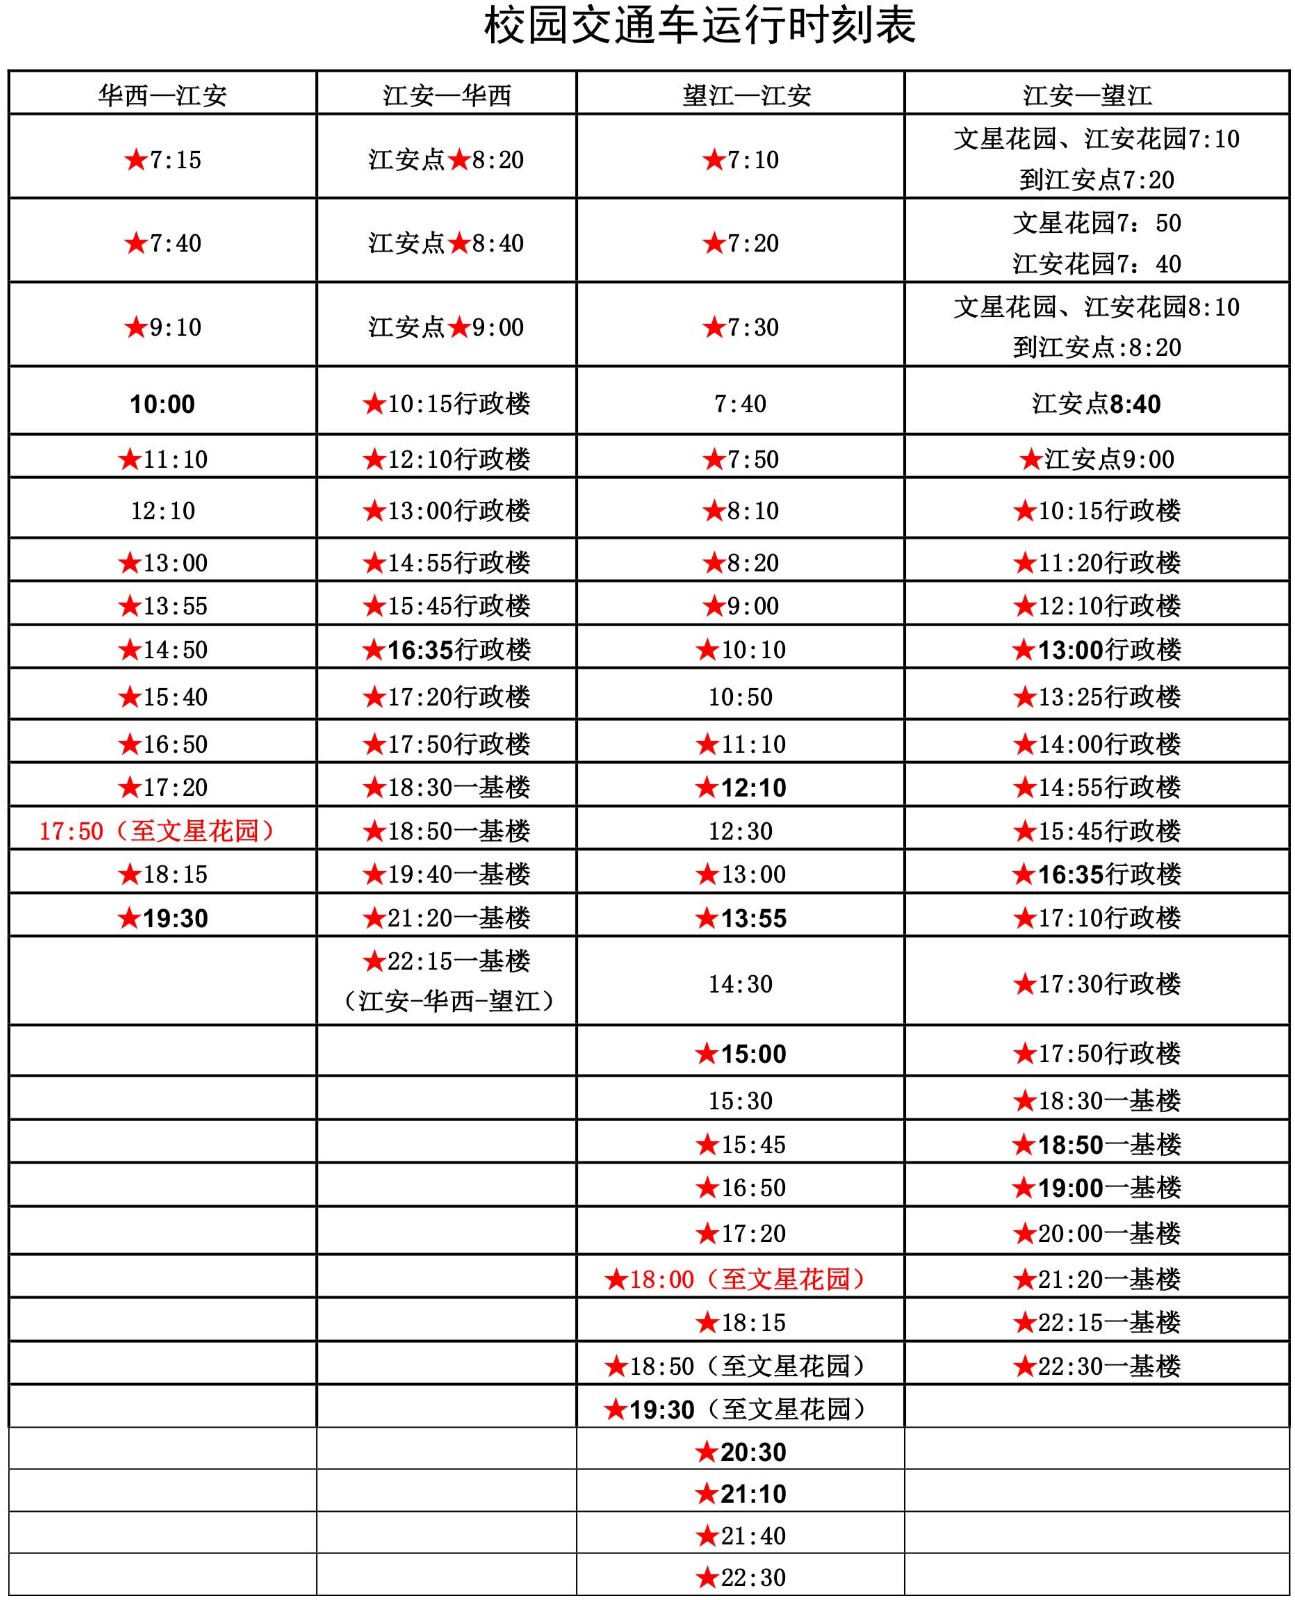 校园交通车运行时刻表
华西—江安 江安—华西 望江—江安 江安—望江
★7:15 江安点★8:20 ★7:10 文星花园、江安花园7:10
到江安点7:20
★7:40 江安点★8:40 ★7:20 文星花园7：50
江安花园7：40
★9:10 江安点★9:00 ★7:30 文星花园、江安花园8:10
到江安点:8:20
10:00 ★10:15行政楼 7:40 江安点8:40
★11:10 ★12:10行政楼 ★7:50 ★江安点9:00
12:10 ★13:00行政楼 ★8:10 ★10:15行政楼
★13:00 ★14:55行政楼 ★8:20 ★11:20行政楼
★13:55 ★15:45行政楼 ★9:00 ★12:10行政楼
★14:50 ★16:35行政楼 ★10:10 ★13:00行政楼
★15:40 ★17:20行政楼 10:50 ★13:25行政楼
★16:50 ★17:50行政楼 ★11:10 ★14:00行政楼
★17:20 ★18:30一基楼 ★12:10 ★14:55行政楼
17:50（至文星花园） ★18:50一基楼 12:30 ★15:45行政楼
★18:15 ★19:40一基楼 ★13:00 ★16:35行政楼
★19:30 ★21:20一基楼 ★13:55 ★17:10行政楼
★22:15一基楼
（江安-华西-望江） 14:30 ★17:30行政楼
★15:00 ★17:50行政楼
15:30 ★18:30一基楼
★15:45 ★18:50一基楼
★16:50 ★19:00一基楼
★17:20 ★20:00一基楼
★18:00（至文星花园） ★21:20一基楼
★18:15 ★22:15一基楼
★18:50（至文星花园） ★22:30一基楼
★19:30（至文星花园）
★20:30
★21:10
★21:40
★22:30